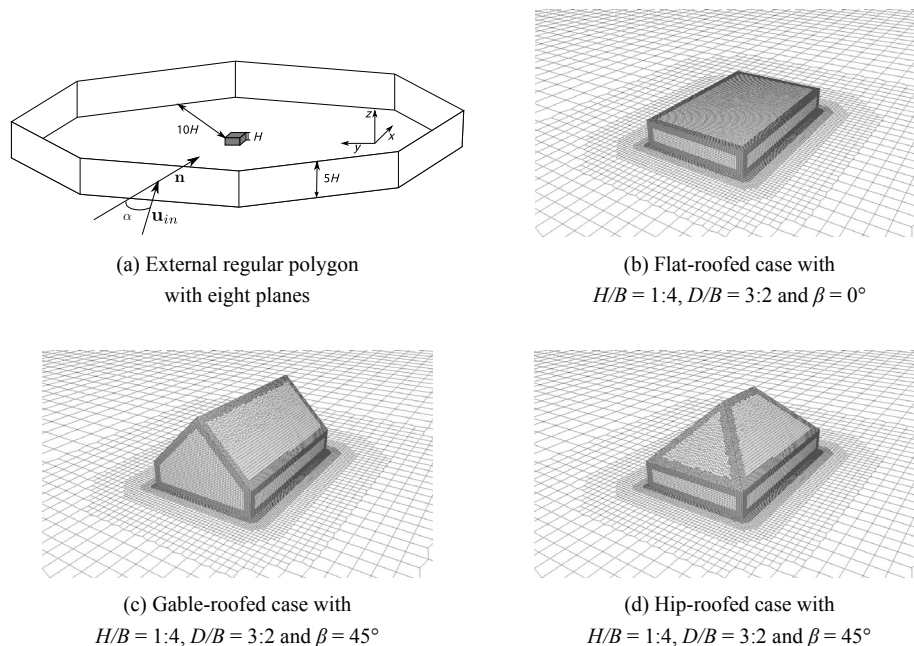 10H
H
z
x
y
5H
n
α
u_in
(a) External regular polygon
with eight planes
(b) Flat-roofed case with
H/B = 1:4, D/B = 3:2 and β = 0°
(c) Gable-roofed case with
H/B = 1:4, D/B = 3:2 and β = 45°
(d) Hip-roofed case with
H/B = 1:4, D/B = 3:2 and β = 45°